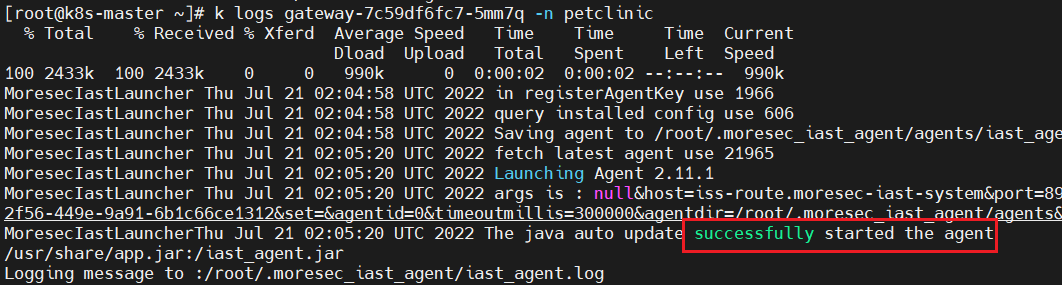 [root@k8s-master ~]# k logs gateway-7c59df6fc7-5mm7q -n petclinic
% Total % Received % Xferd Average Speed Time Time Time Current
Dload Upload Total Spent Left Speed
100 2433k 100 2433k 0 0 990k 0 0:00:02 0:00:02 --:--:-- 990k
MoresecIastLauncher Thu Jul 21 02:04:58 UTC 2022 in registerAgentKey use 1966
MoresecIastLauncher Thu Jul 21 02:04:58 UTC 2022 query installed config use 606
MoresecIastLauncher Thu Jul 21 02:04:58 UTC 2022 Saving agent to /root/.moresec_iast_agent/agents/iast_age
MoresecIastLauncher Thu Jul 21 02:05:20 UTC 2022 fetch latest agent use 21965
MoresecIastLauncher Thu Jul 21 02:05:20 UTC 2022 Launching Agent 2.11.1
MoresecIastLauncher Thu Jul 21 02:05:20 UTC 2022 args is : null&host=iss-route.moresec-iast-system&port=89
2f56-449e-9a91-6b1c66ce1312&set=&agentid=0&timeoutmillis=300000&agentdir=/root/.moresec_iast_agent/agents&
MoresecIastLauncherThu Jul 21 02:05:20 UTC 2022 The java auto update successfully started the agent
/usr/share/app.jar:/iast_agent.jar
Logging message to :/root/.moresec_iast_agent/iast_agent.log